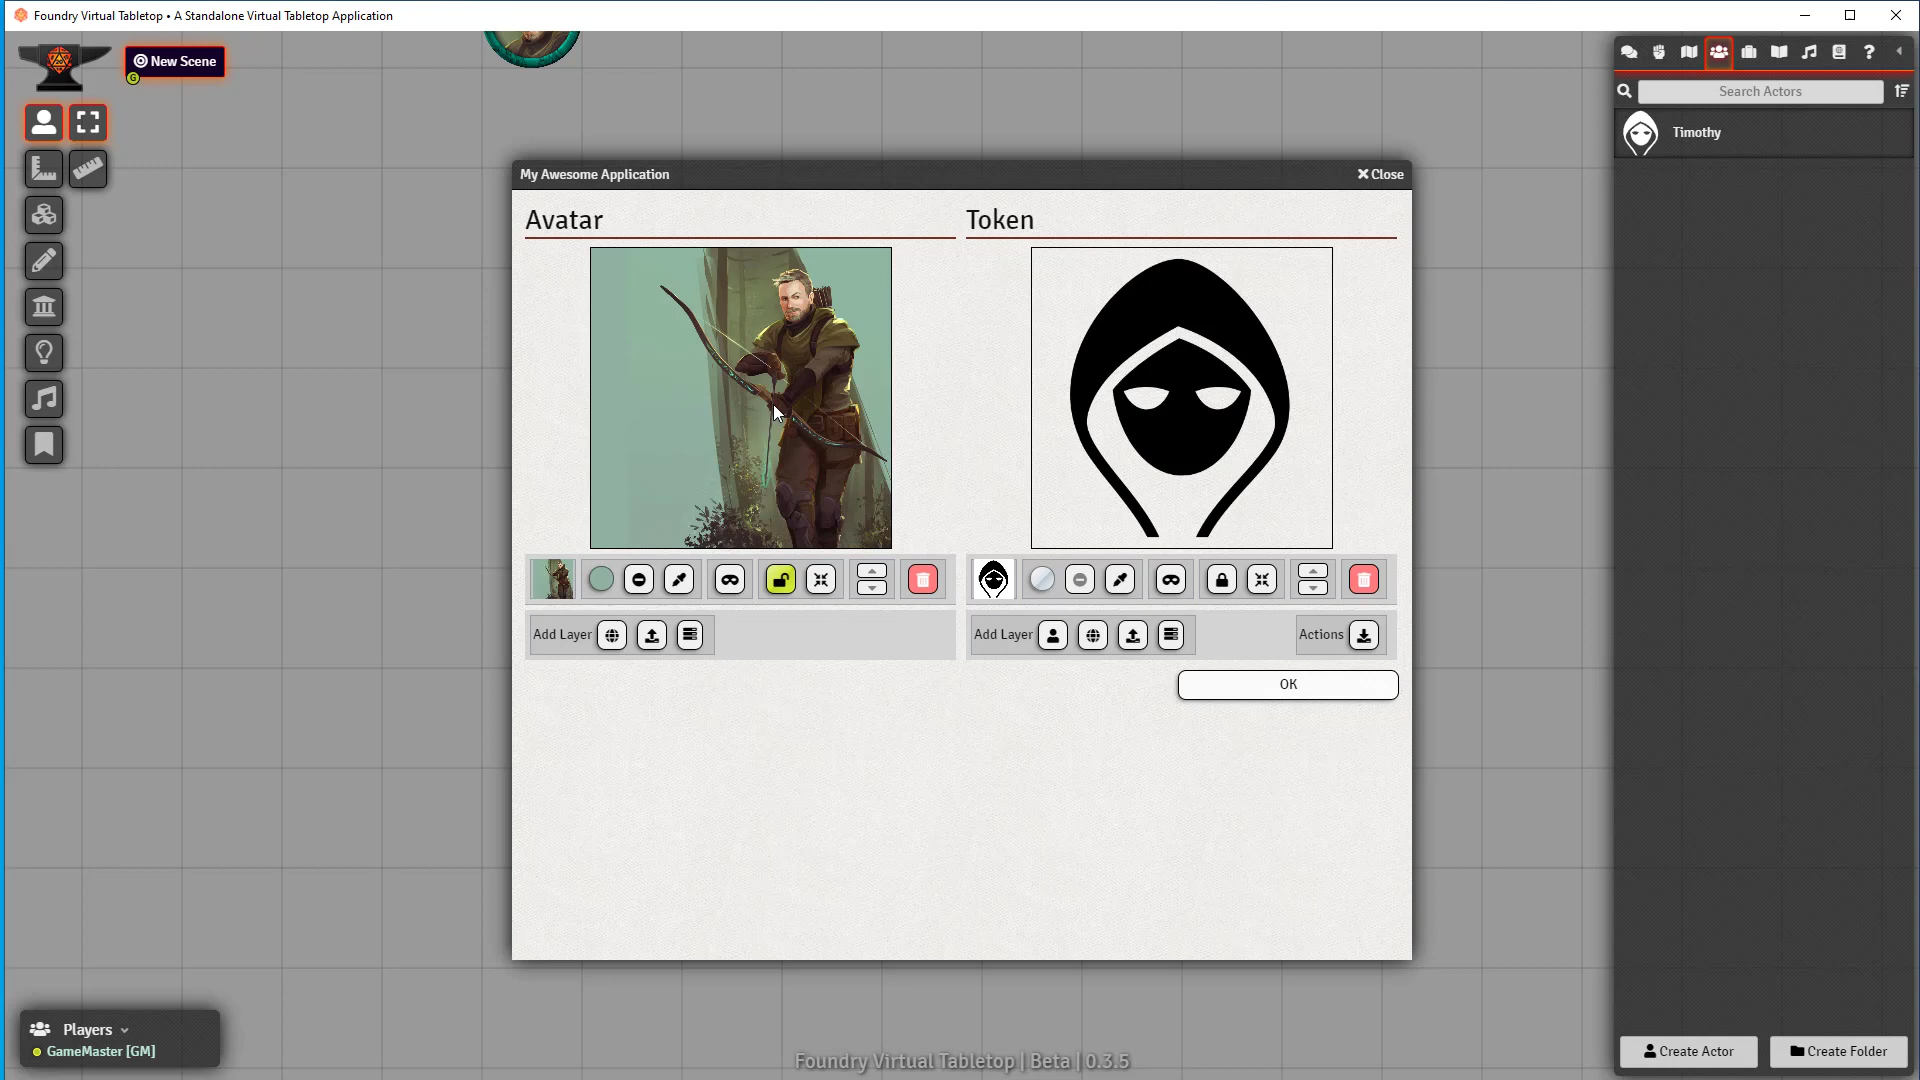 Foundry Virtual Tabletop • A Standalone Virtual Tabletop Application
New Scene
G
Search Actors
Timothy
My Awesome Application
Close
Avatar
Token
Add Layer
Add Layer
Actions
OK
Players
GameMaster [GM]
Foundry Virtual Tabletop | Beta | 0.3.5
Create Actor
Create Folder